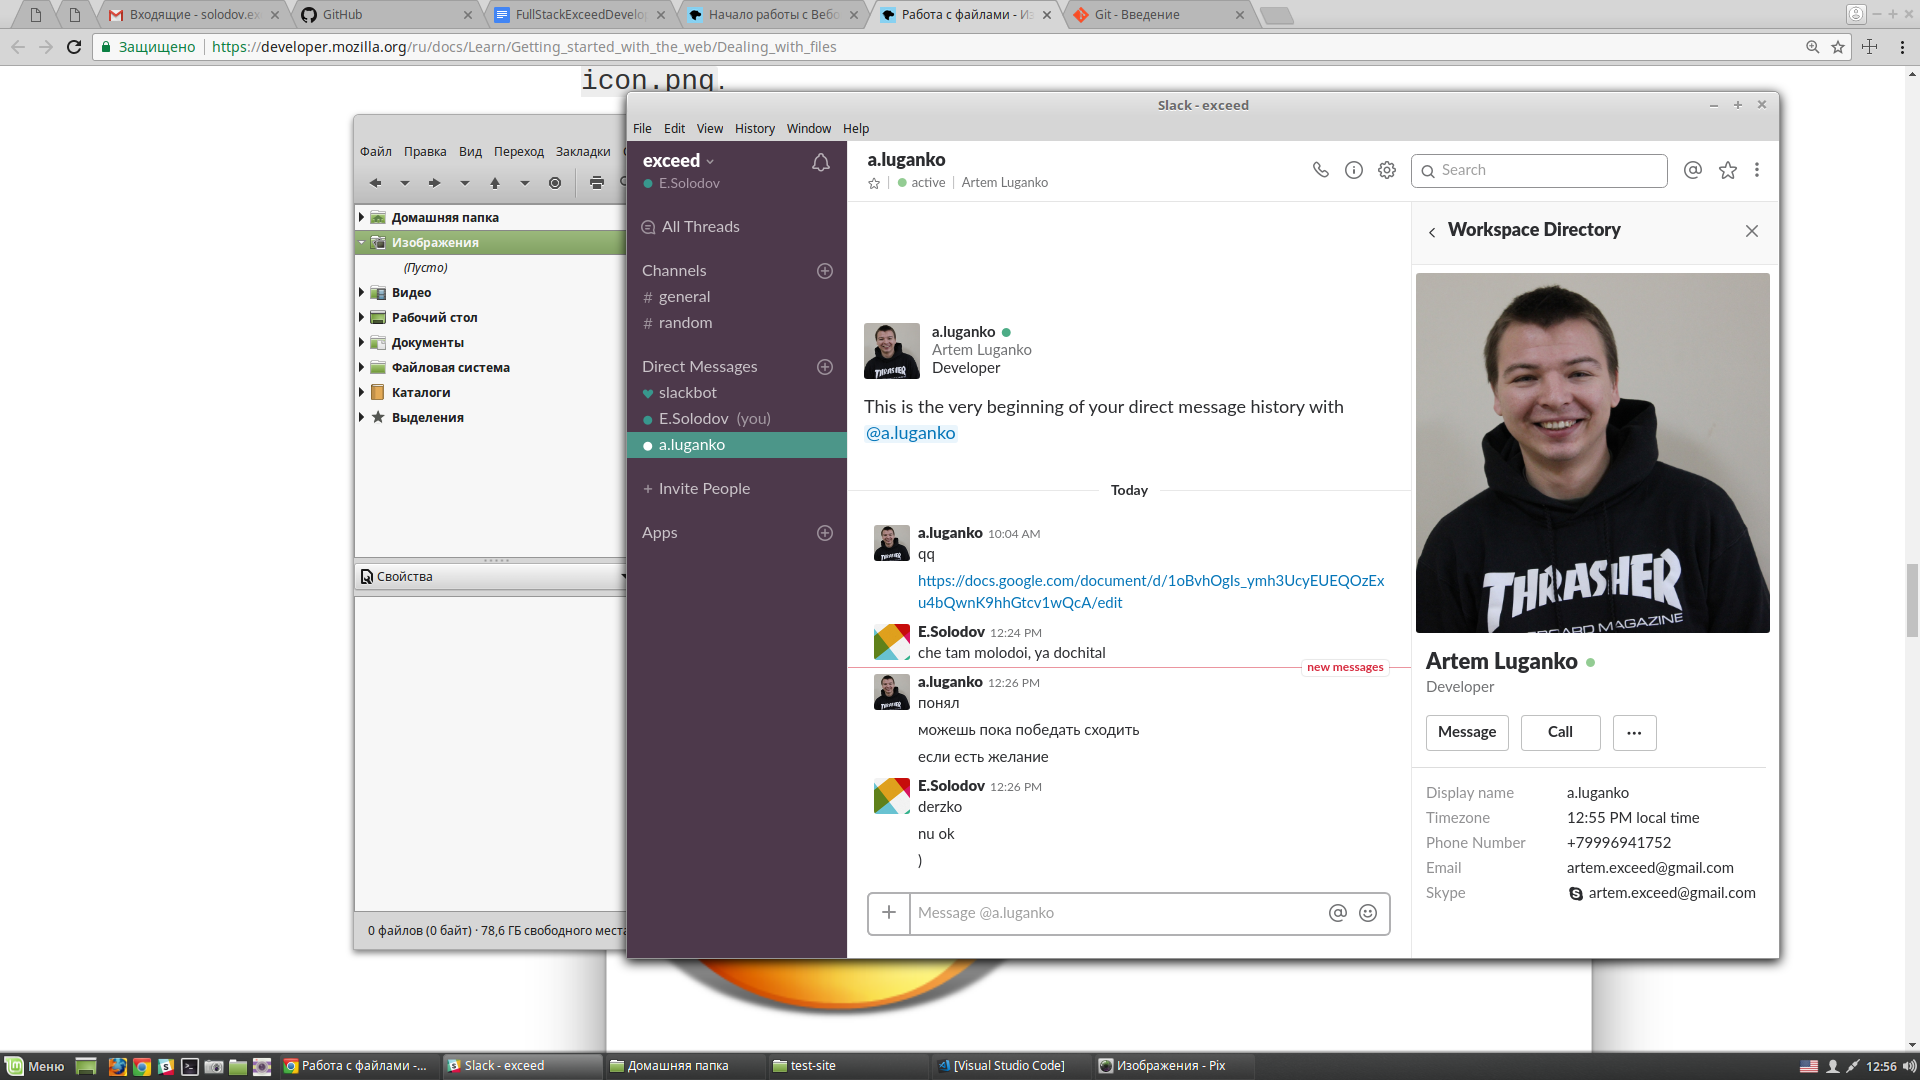 Входящие - solodov.ex
GitHub
FullStackExceedDevelo
Начало работы с Вебо
Работа с файлами - Из
Git - Введение
Защищено
https://developer.mozilla.org/ru/docs/Learn/Getting_started_with_the_web/Dealing_with_files
icon.png.
Файл Правка Вид Переход Закладки
Домашняя папка
Изображения
(Пусто)
Видео
Рабочий стол
Документы
Файловая система
Каталоги
Выделения
Свойства
0 файлов (0 байт) · 78,6 ГБ свободного места
Slack - exceed
File Edit View History Window Help
exceed
E.Solodov
All Threads
Channels
# general
# random
Direct Messages
slackbot
E.Solodov (you)
a.luganko
+ Invite People
Apps
a.luganko
active
Artem Luganko
Search
a.luganko
Artem Luganko
Developer
THRASHER
This is the very beginning of your direct message history with
@a.luganko
Today
a.luganko 10:04 AM
qq
https://docs.google.com/document/d/1oBvhOgIs_ymh3UcyEUEQOzEx
u4bQwnK9hhGtcv1wQcA/edit
E.Solodov 12:24 PM
che tam molodoi, ya dochital
new messages
a.luganko 12:26 PM
понял
можешь пока победать сходить
если есть желание
E.Solodov 12:26 PM
derzko
nu ok
)
Message @a.luganko
Workspace Directory
THRASHER
MAGAZINE
Artem Luganko
Developer
Message
Call
...
Display name a.luganko
Timezone 12:55 PM local time
Phone Number +79996941752
Email artem.exceed@gmail.com
Skype artem.exceed@gmail.com
Меню
Работа с файлами -...
Slack - exceed
Домашняя папка
test-site
[Visual Studio Code]
Изображения - Pix
12:56